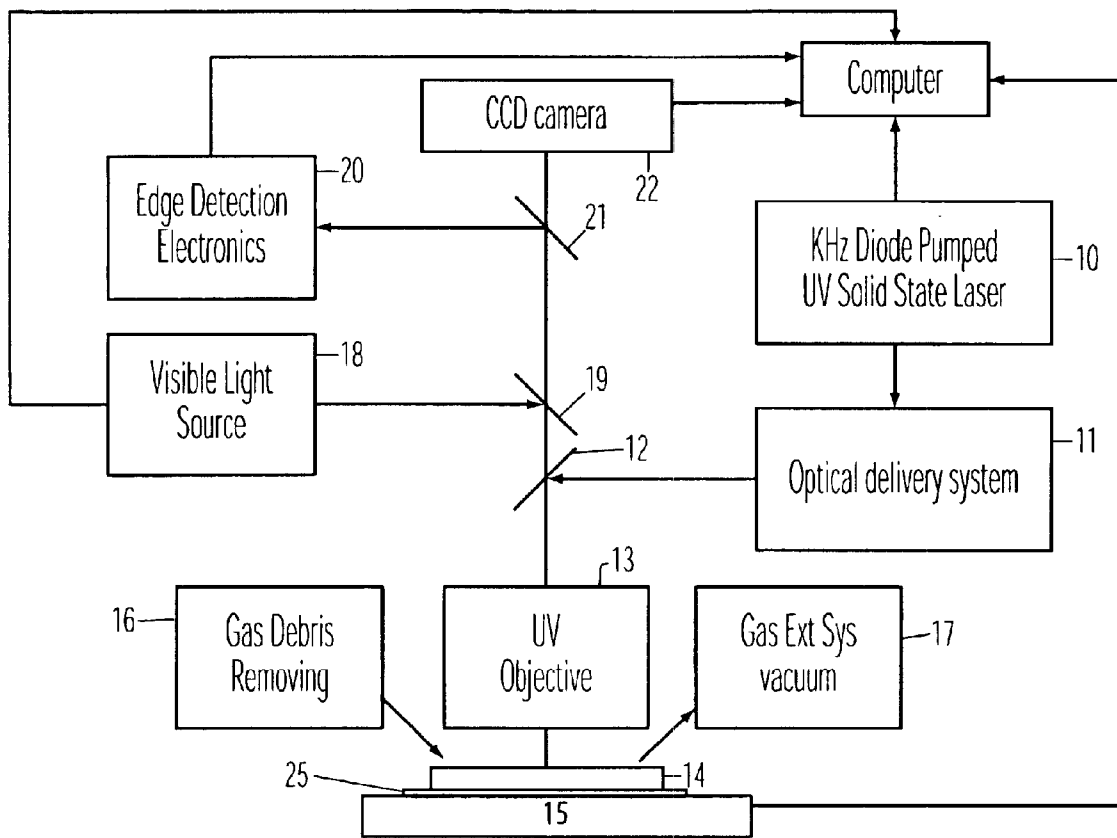 Computer
CCD camera
22
20
Edge Detection
Electronics
21
KHz Diode Pumped
UV Solid State Laser
10
18
Visible Light
Source
19
12
Optical delivery system
11
13
16
Gas Debris
Removing
UV
Objective
Gas Ext Sys
vacuum
17
25
14
15